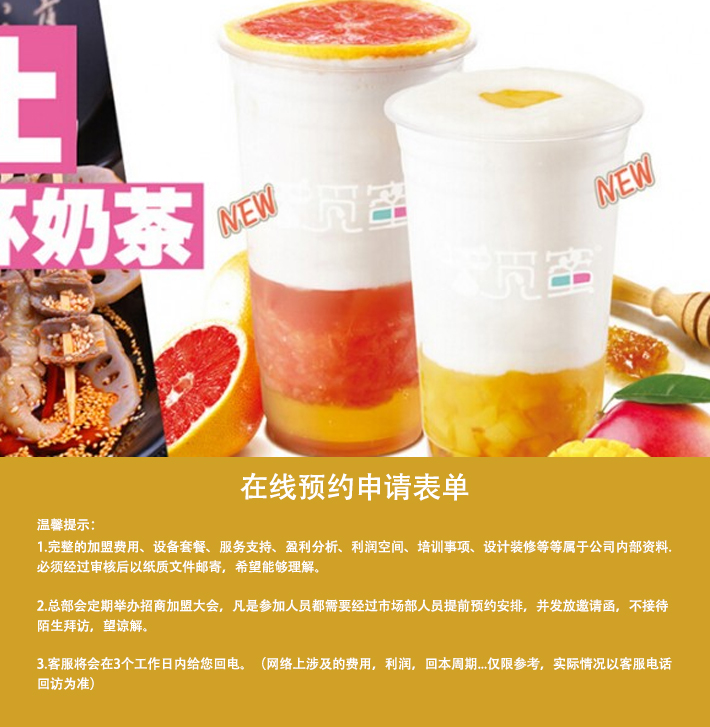 上
杯奶茶
NEW
NEW
觅蜜
觅蜜
在线预约申请表单
温馨提示：
1.完整的加盟费用、设备套餐、服务支持、盈利分析、利润空间、培训事项、设计装修等等属于公司内部资料.
必须经过审核后以纸质文件邮寄，希望能够理解。
2.总部会定期举办招商加盟大会，凡是参加人员都需要经过市场部人员提前预约安排，并发放邀请函，不接待
陌生拜访，望谅解。
3.客服将会在3个工作日内给您回电。（网络上涉及的费用，利润，回本周期...仅限参考，实际情况以客服电话
回访为准）